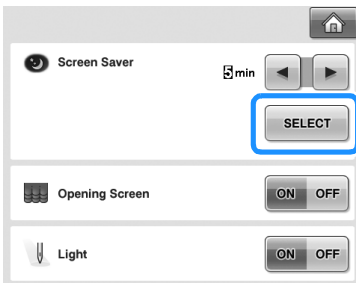 Screen Saver
5 min
SELECT
Opening Screen
ON OFF
Light
ON OFF